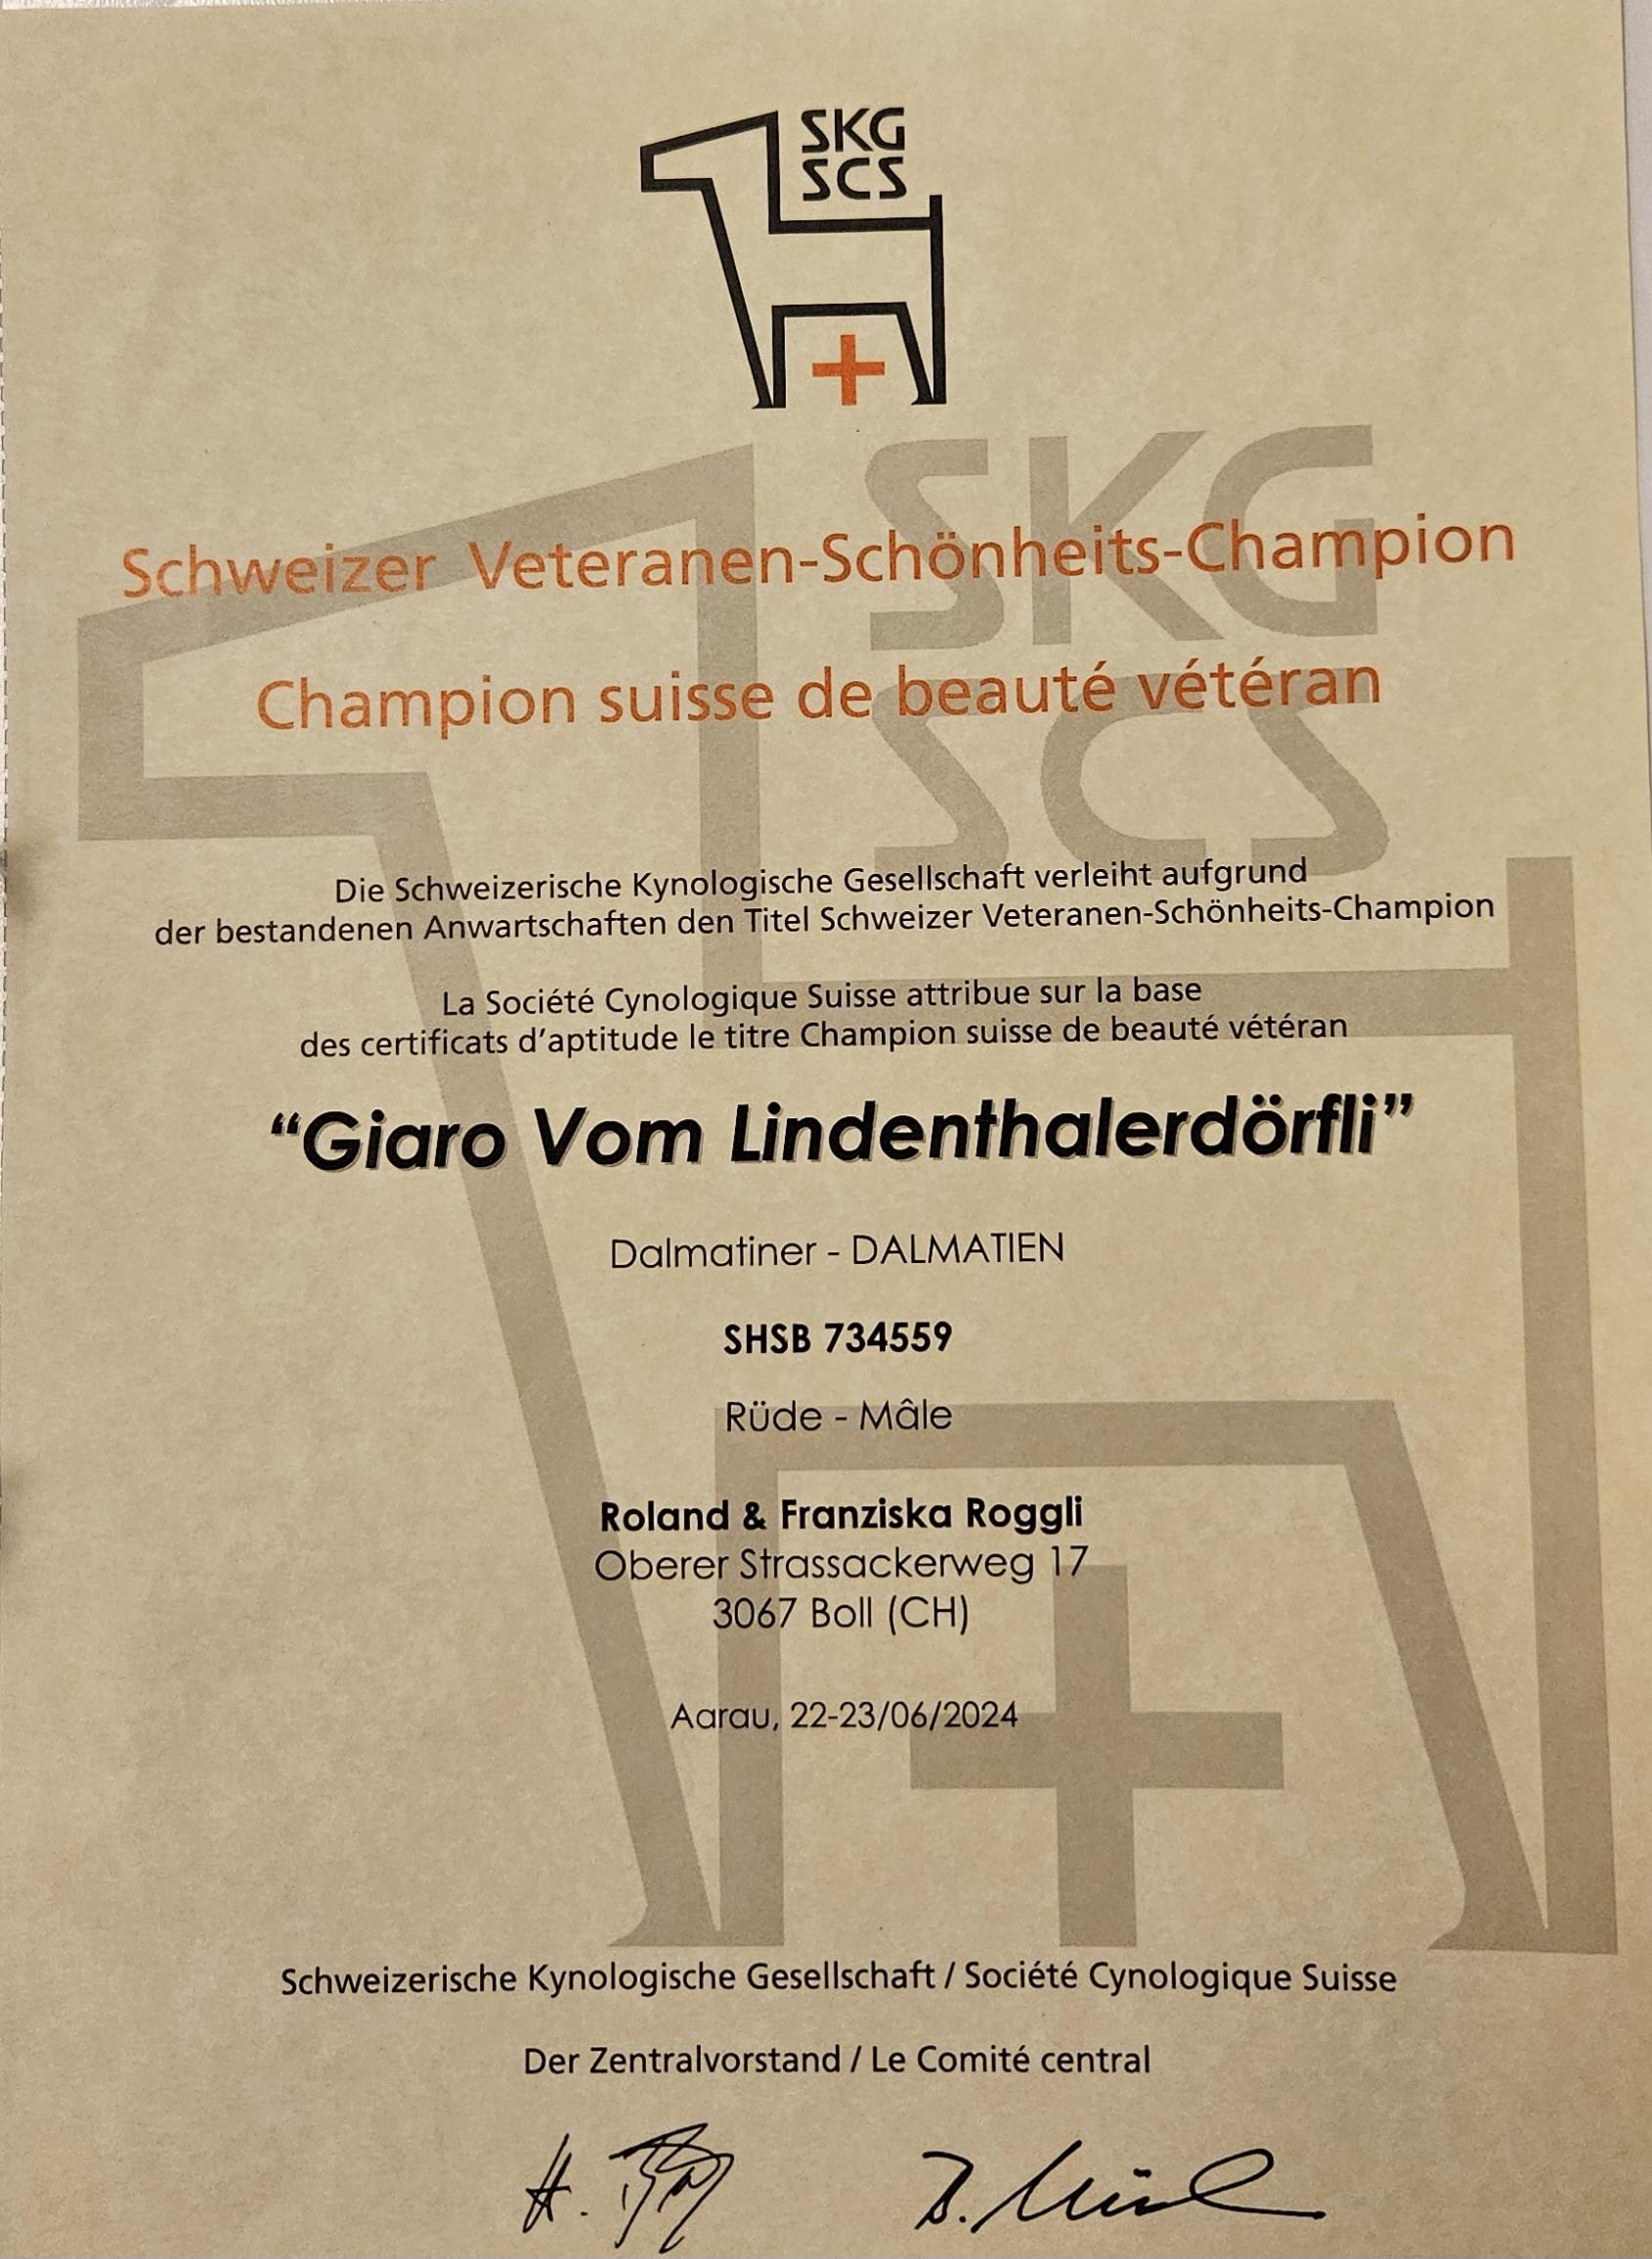 SKG
SCS
Schweizer Veteranen-Schönheits-Champion
Champion suisse de beauté vétéran
Die Schweizerische Kynologische Gesellschaft verleiht aufgrund
der bestandenen Anwartschaften den Titel Schweizer Veteranen-Schönheits-Champion
La Société Cynologique Suisse attribue sur la base
des certificats d'aptitude le titre Champion suisse de beauté vétéran
“Giaro Vom Lindenthalerdörfli”
Dalmatiner - DALMATIEN
SHSB 734559
Rüde - Mâle
Roland & Franziska Roggli
Oberer Strassackerweg 17
3067 Boll (CH)
Aarau, 22-23/06/2024
Schweizerische Kynologische Gesellschaft / Société Cynologique Suisse
Der Zentralvorstand / Le Comité central